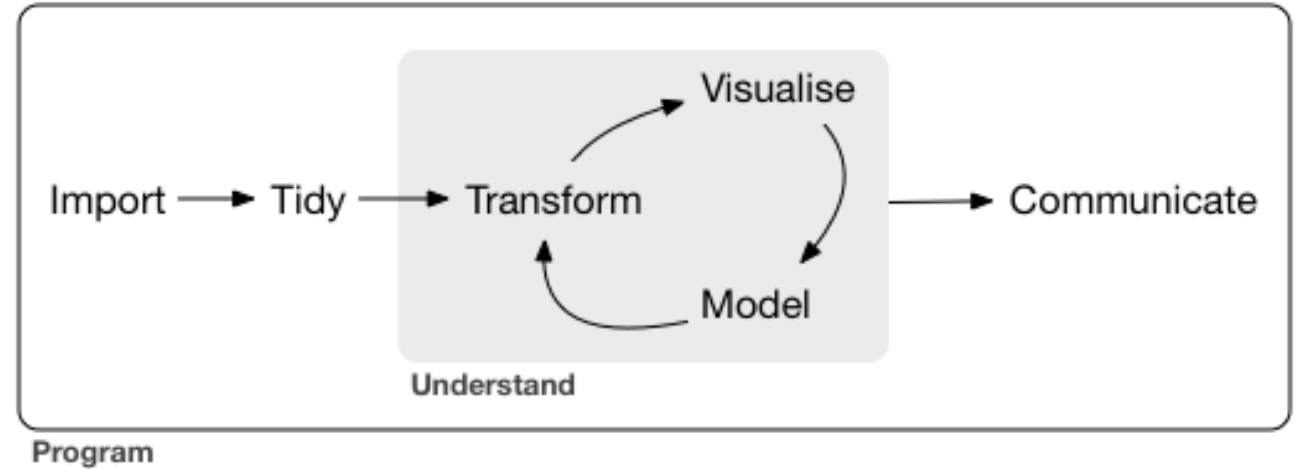 Visualise
Import Tidy Transform Communicate
Model
Understand
Program